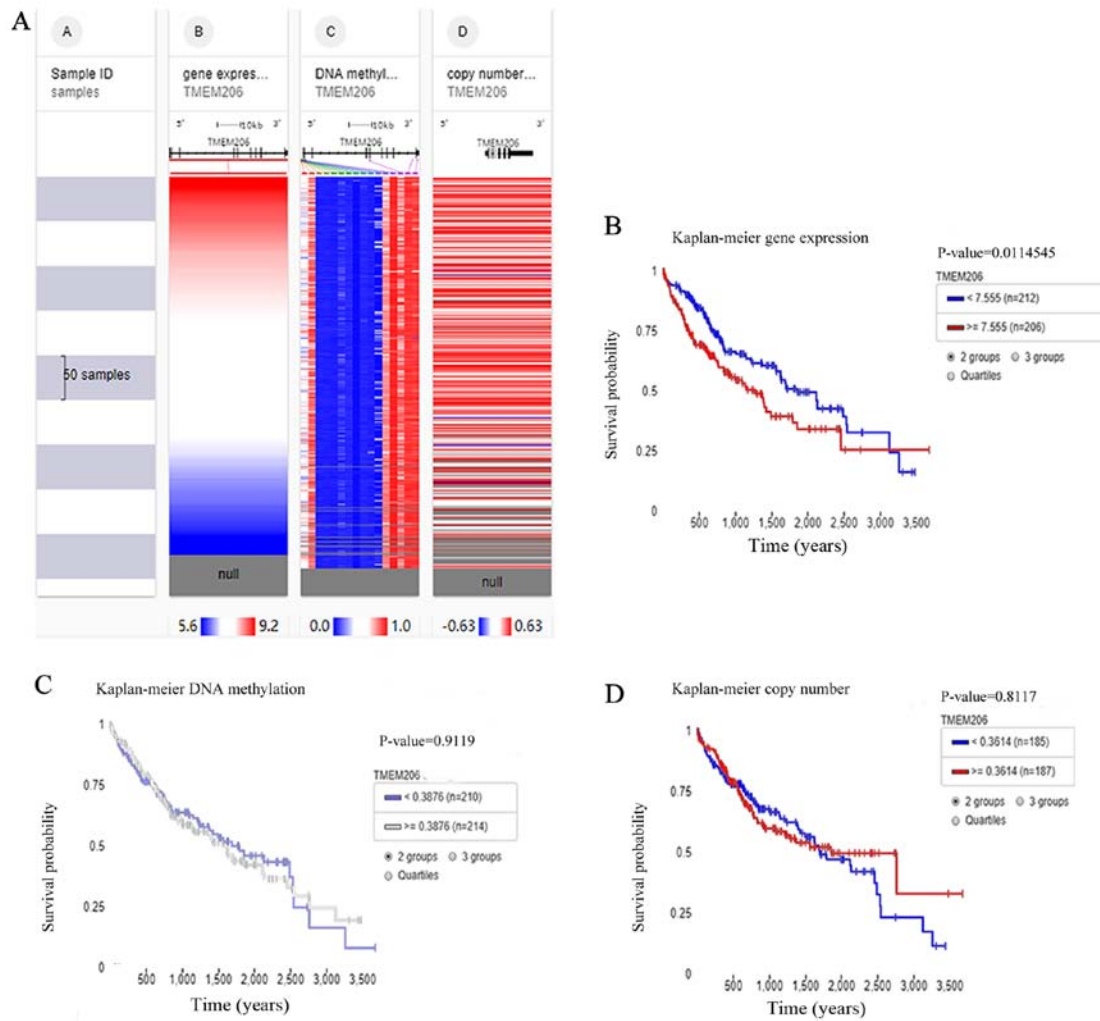 A
A
B
C
D
Sample ID
samples
gene expres...
TMEM206
DNA methyl...
TMEM206
copy number...
TMEM206
5' 10kb 3'
TMEM206
5' 10kb 3'
TMEM206
5' 3'
TMEM206
50 samples
null
null
5.6 9.2
0.0 1.0
-0.63 0.63
B
Kaplan-meier gene expression
P-value=0.0114545
TMEM206
< 7.555 (n=212)
>= 7.555 (n=206)
2 groups 3 groups
Quartiles
Survival probability
1
0.75
0.5
0.25
0
500 1,000 1,500 2,000 2,500 3,000 3,500
Time (years)
C
Kaplan-meier DNA methylation
P-value=0.9119
TMEM206
< 0.3876 (n=210)
>= 0.3876 (n=214)
2 groups 3 groups
Quartiles
Survival probability
1
0.75
0.5
0.25
0
500 1,000 1,500 2,000 2,500 3,000 3,500
Time (years)
D
Kaplan-meier copy number
P-value=0.8117
TMEM206
< 0.3614 (n=185)
>= 0.3614 (n=187)
2 groups 3 groups
Quartiles
Survival probability
1
0.75
0.5
0.25
0
500 1,000 1,500 2,000 2,500 3,000 3,500
Time (years)